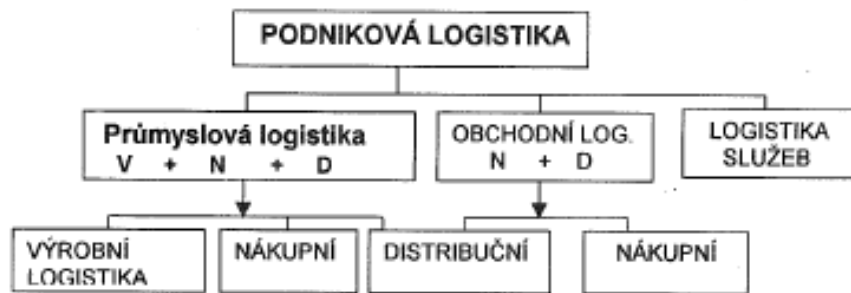 PODNIKOVÁ LOGISTIKA
Průmyslová logistika
V + N + D
OBCHODNÍ LOG.
N + D
LOGISTIKA
SLUŽEB
VÝROBNÍ
LOGISTIKA
NÁKUPNÍ
DISTRIBUČNÍ
NÁKUPNÍ